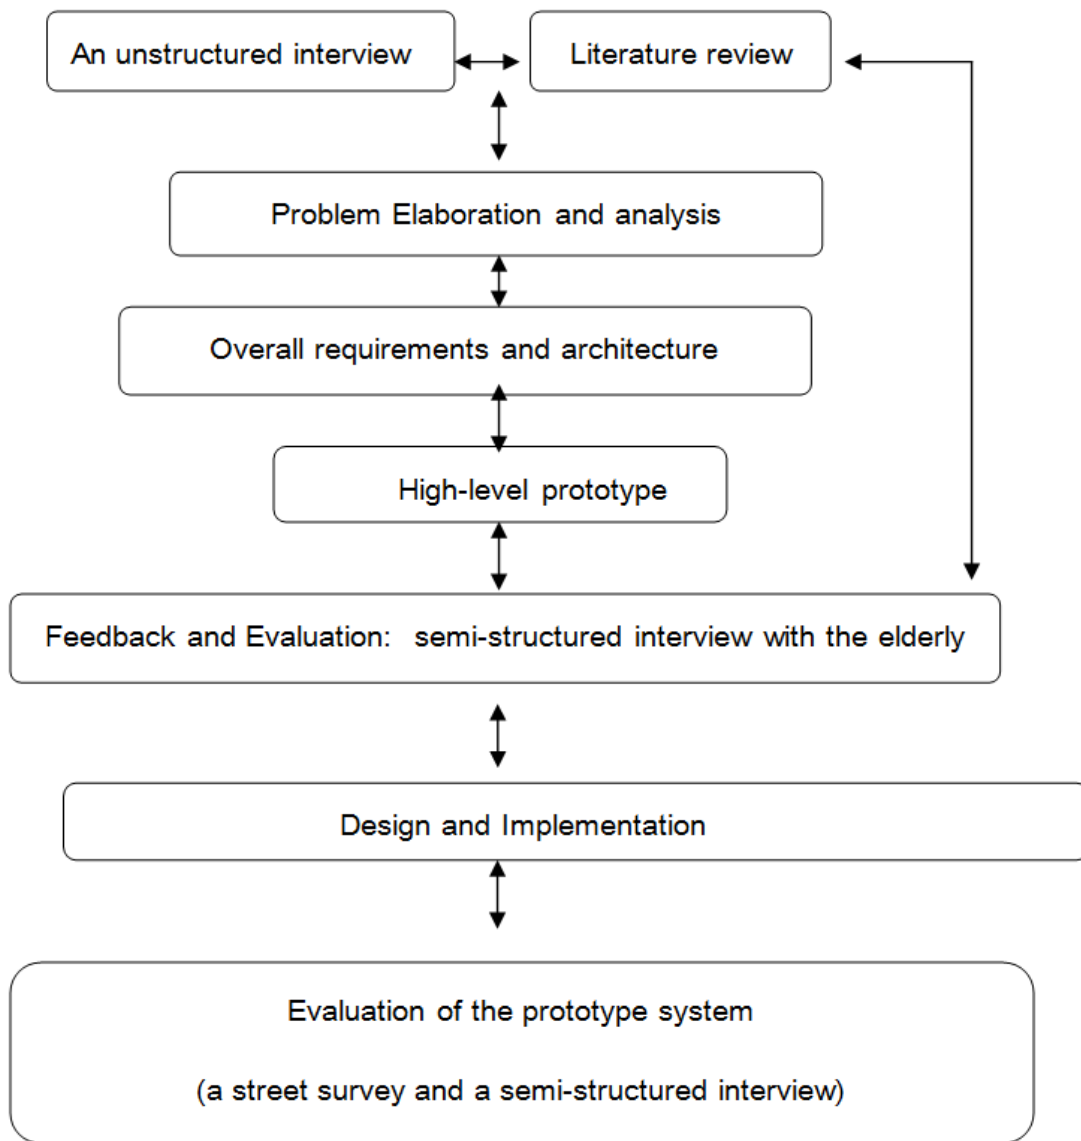 An unstructured interview
Literature review
Problem Elaboration and analysis
Overall requirements and architecture
High-level prototype
Feedback and Evaluation:  semi-structured interview with the elderly
Design and Implementation
Evaluation of the prototype system
(a street survey and a semi-structured interview)